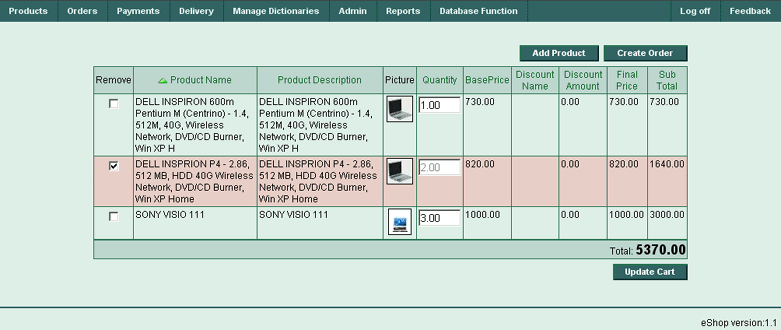 Products Orders Payments Delivery Manage Dictionaries Admin Reports Database Function Log off Feedback
Add Product Create Order
Remove Product Name Product Description Picture Quantity BasePrice Discount Name Discount Amount Final Price Sub Total
DELL INSPIRON 600m DELL INSPIRON 600m 1.00 730.00 0.00 730.00 730.00
Pentium M (Centrino) - 1.4, Pentium M (Centrino) - 1.4,
512M, 40G, Wireless 512M, 40G, Wireless
Network, DVD/CD Burner, Network, DVD/CD Burner,
Win XP H Win XP H
DELL INSPRION P4 - 2.86, DELL INSPRION P4 - 2.86, 2.00 820.00 0.00 820.00 1640.00
512 MB, HDD 40G Wireless 512 MB, HDD 40G Wireless
Network, DVD/CD Burner, Network, DVD/CD Burner,
Win XP Home Win XP Home
SONY VISIO 111 SONY VISIO 111 3.00 1000.00 0.00 1000.00 3000.00
Total: 5370.00
Update Cart
eShop version:1.1